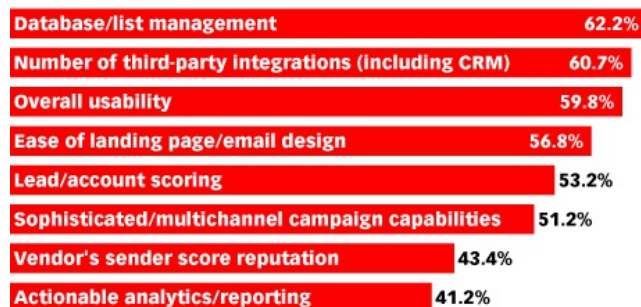 Database/list management 62.2%
Number of third-party integrations (including CRM) 60.7%
Overall usability 59.8%
Ease of landing page/email design 56.8%
Lead/account scoring 53.2%
Sophisticated/multichannel campaign capabilities 51.2%
Vendor's sender score reputation 43.4%
Actionable analytics/reporting 41.2%